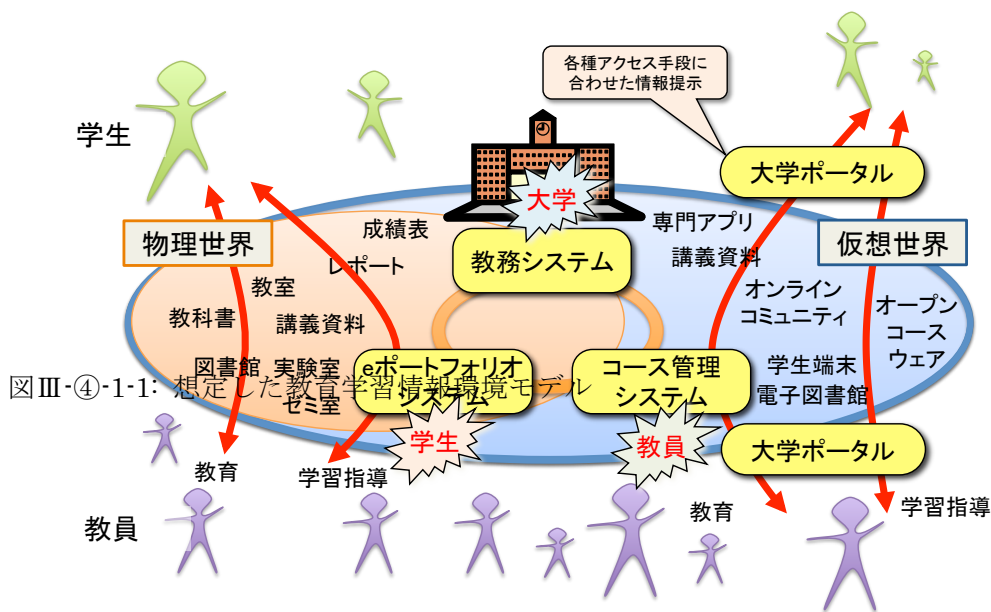 各種アクセス手段に
合わせた情報提示
学生
大学ポータル
大学
物理世界
成績表
教務システム
専門アプリ
講義資料
仮想世界
レポート
教室
教科書
講義資料
オンライン
コミュニティ
オープン
コース
ウェア
図書館
実験室
ゼミ室
eポートフォリオ
システム
コース管理
システム
学生端末
電子図書館
図Ⅲ-④-1-1: 想定した教育学習情報環境モデル
学生
教員
大学ポータル
教育
学習指導
教育
学習指導
教員